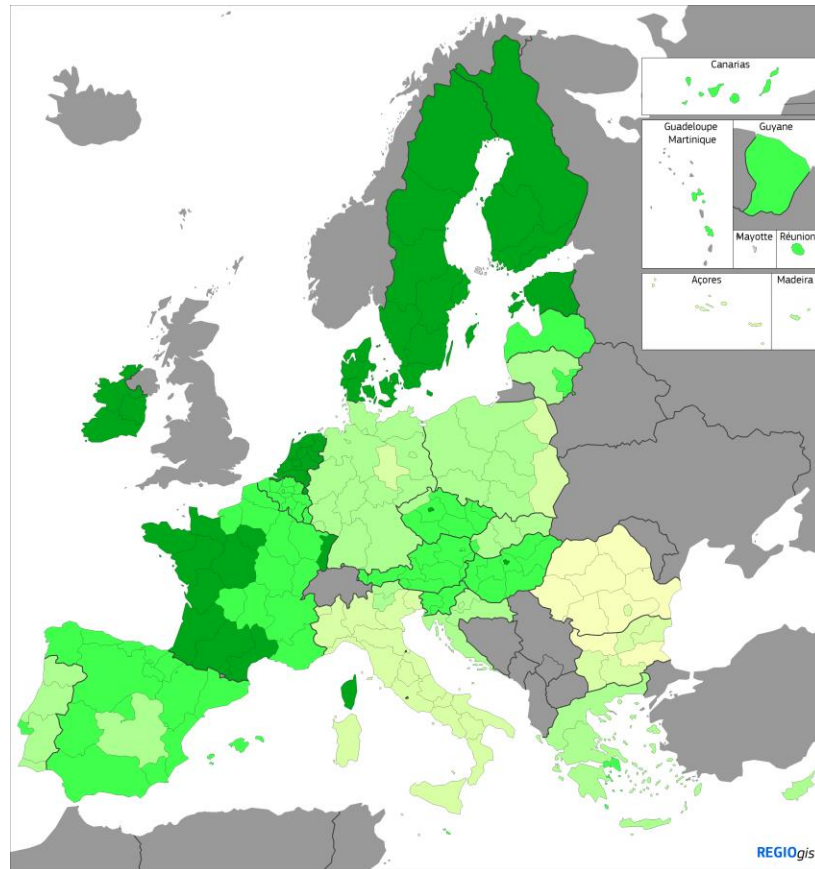 Canarias
Guadeloupe
Martinique
Guyane
Mayotte
Réunion
Açores
Madeira
REGIOgis